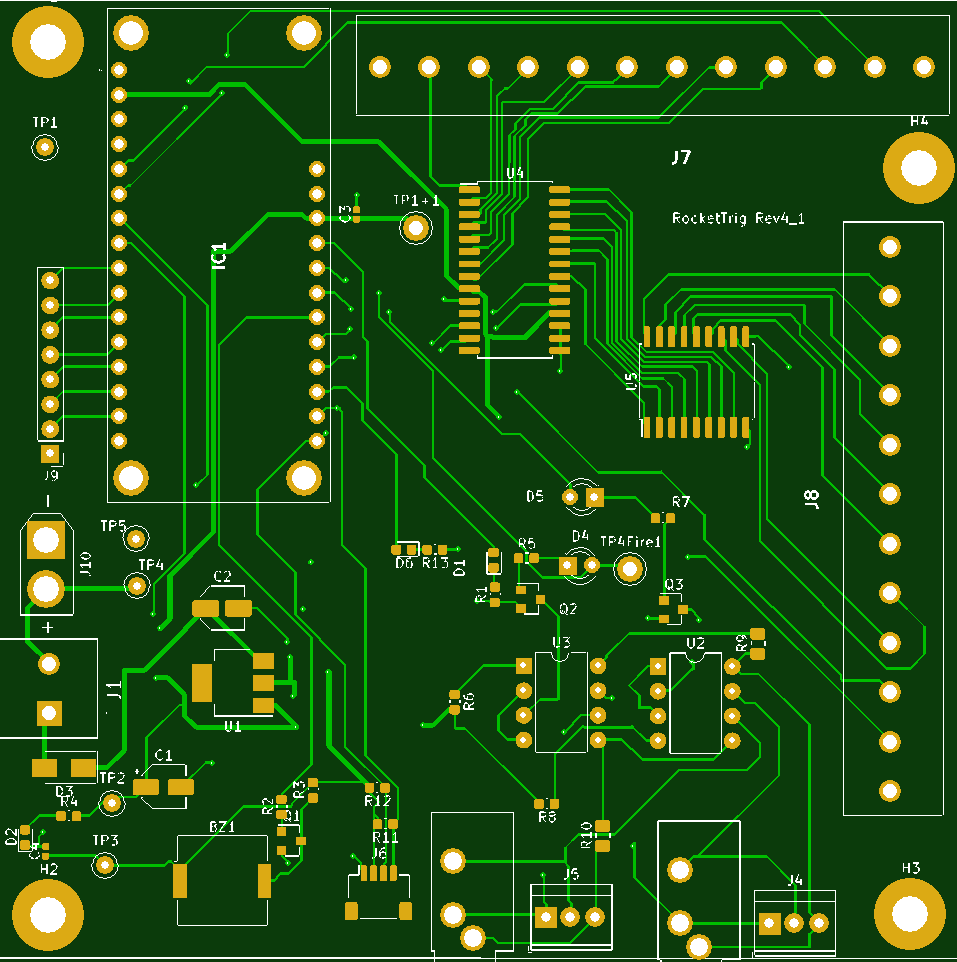 TP1
H4
J7
U4
TP1+1
C3
RocketTrig Rev4_1
IC1
U5
J9
D5
R7
J8
TP5
D4
TP4Fire1
R5
J10
TP4
D6
R13
D1
C2
R1
Q2
Q3
+
U3
U2
R9
J1
R6
U1
C1
D3
TP2
R4
R3
R12
R2
Q1
R8
BZ1
R11
R10
D2
C4
TP3
J6
H2
J5
J4
H3